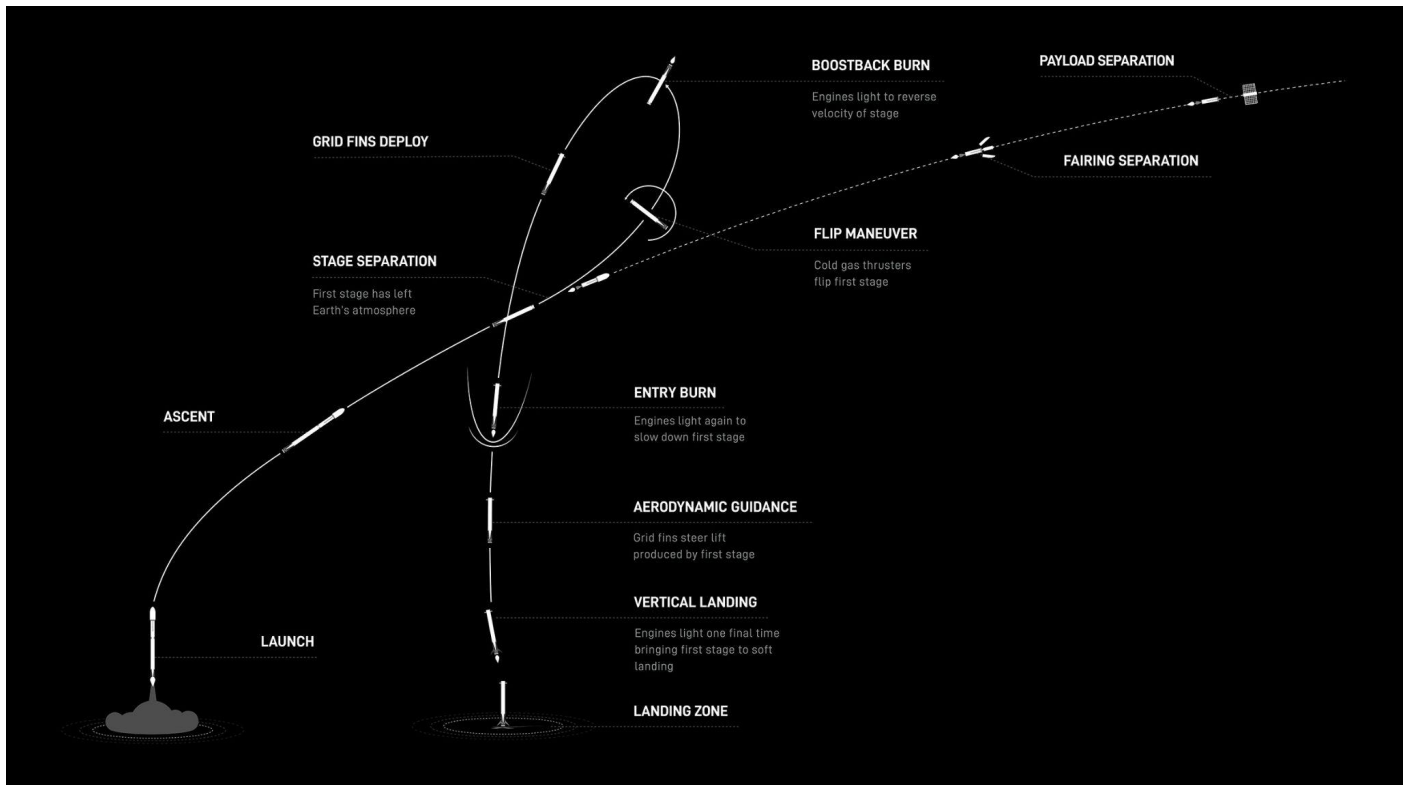 BOOSTBACK BURN
Engines light to reverse
velocity of stage
PAYLOAD SEPARATION
GRID FINS DEPLOY
FAIRING SEPARATION
FLIP MANEUVER
Cold gas thrusters
flip first stage
STAGE SEPARATION
First stage has left
Earth's atmosphere
ENTRY BURN
Engines light again to
slow down first stage
ASCENT
AERODYNAMIC GUIDANCE
Grid fins steer lift
produced by first stage
VERTICAL LANDING
Engines light one final time
bringing first stage to soft
landing
LAUNCH
LANDING ZONE